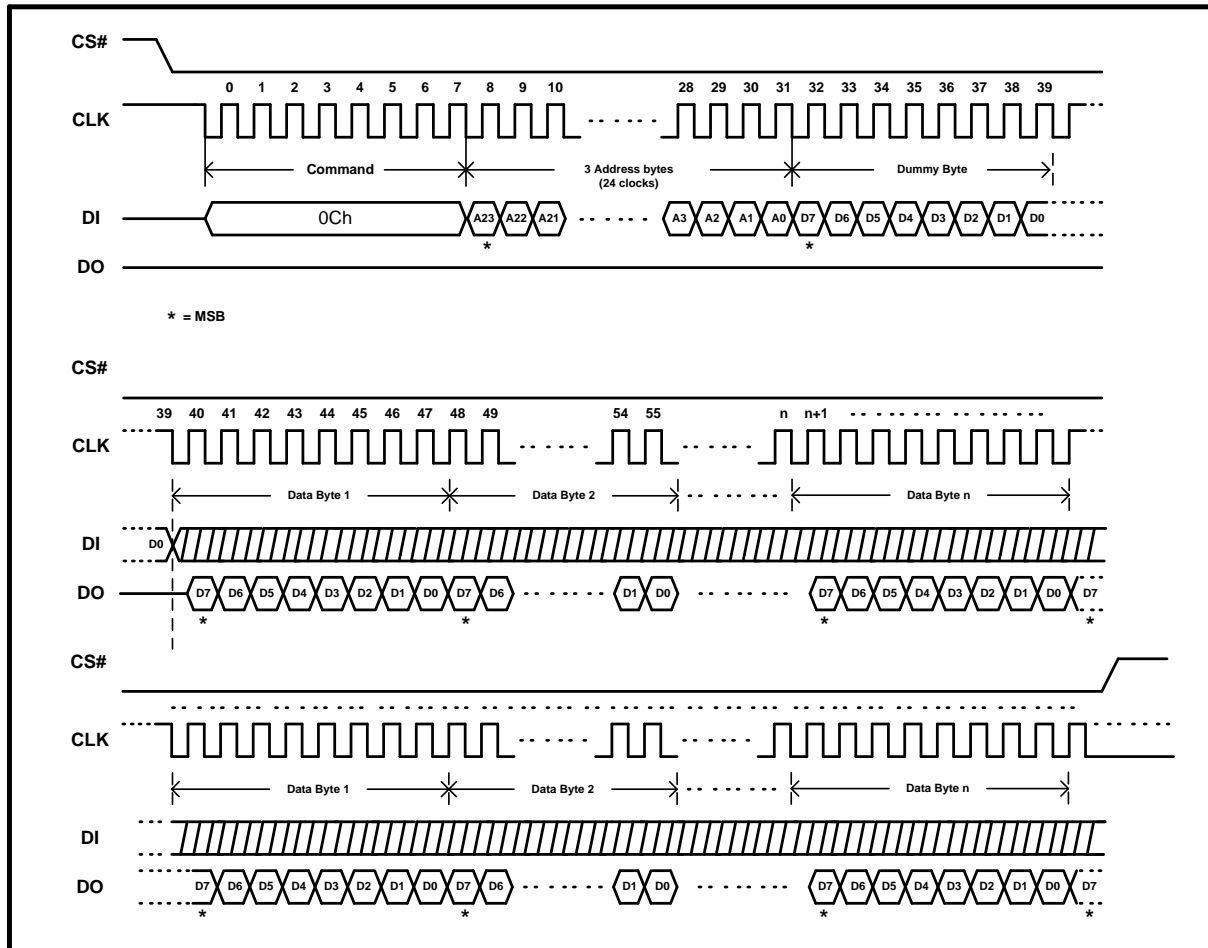 CS#
0 1 2 3 4 5 6 7 8 9 10 28 29 30 31 32 33 34 35 36 37 38 39
CLK
Command 3 Address bytes Dummy Byte
(24 clocks)
DI 0Ch A23 A22 A21 A3 A2 A1 A0 D7 D6 D5 D4 D3 D2 D1 D0
* *
DO
* = MSB
CS#
39 40 41 42 43 44 45 46 47 48 49 54 55 n n+1
CLK
Data Byte 1 Data Byte 2 Data Byte n
DI D0
DO D7 D6 D5 D4 D3 D2 D1 D0 D7 D6 D1 D0 D7 D6 D5 D4 D3 D2 D1 D0 D7
* * * *
CS#
CLK
Data Byte 1 Data Byte 2 Data Byte n
DI
DO D7 D6 D5 D4 D3 D2 D1 D0 D7 D6 D1 D0 D7 D6 D5 D4 D3 D2 D1 D0 D7
* * * *